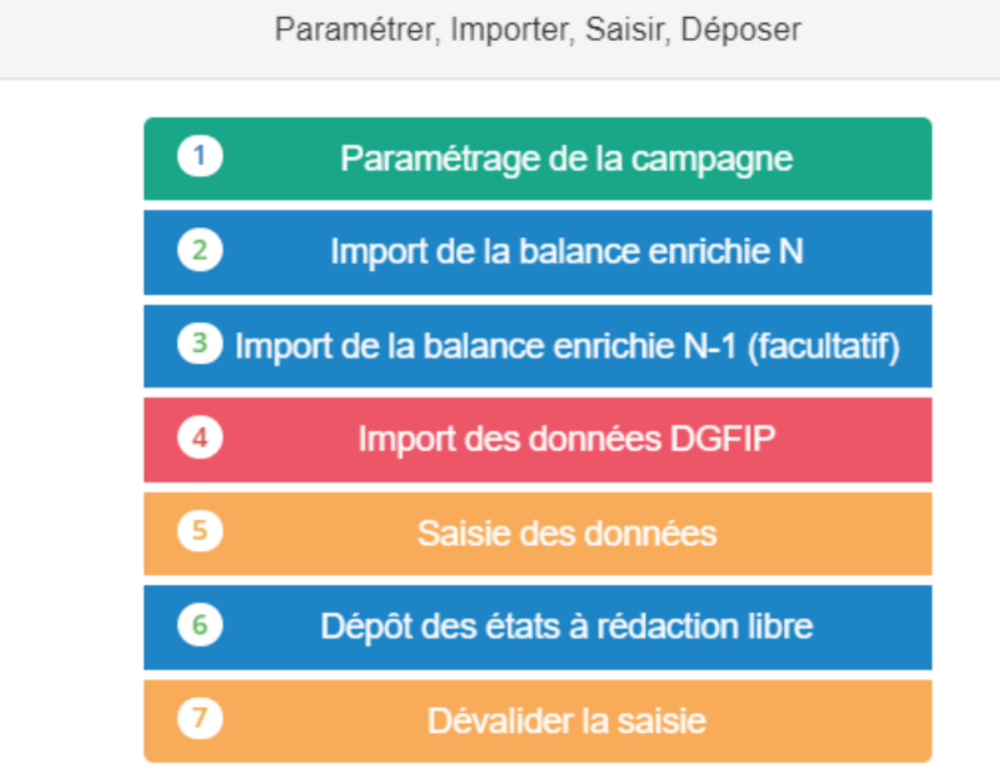 Paramétrer, Importer, Saisir, Déposer
1 Paramétrage de la campagne
2 Import de la balance enrichie N
3 Import de la balance enrichie N-1 (facultatif)
4 Import des données DGFIP
5 Saisie des données
6 Dépôt des états à rédaction libre
7 Dévalider la saisie